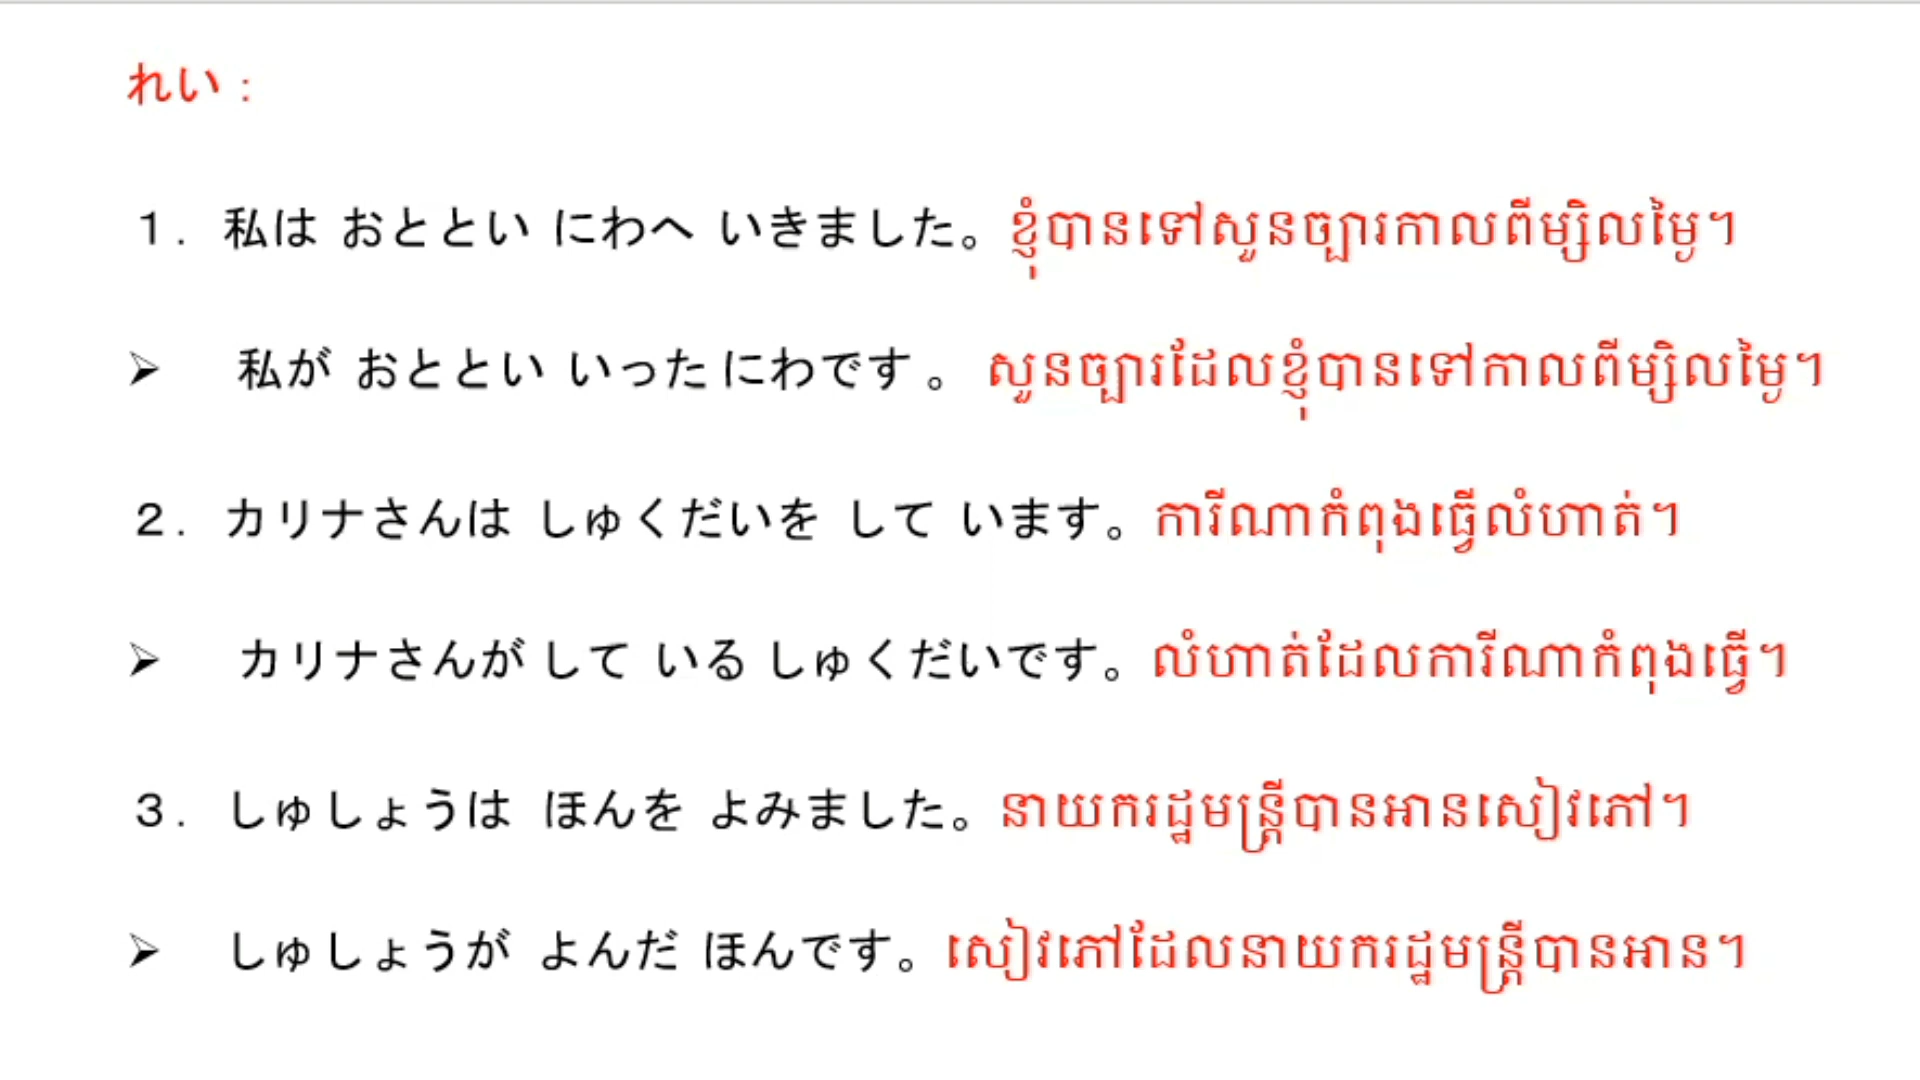 れい：
１．私は おととい にわへ いきました。ខ្ញុំបានទៅសួនច្បារកាលពីម្សិលម្ងៃ។
➢ 私が おととい いった にわです 。 សួនច្បារដែលខ្ញុំបានទៅកាលពីម្សិលម្ងៃ។
２．カリナさんは しゅくだいを して います。ការីណាកំពុងធ្វើលំហាត់។
➢ カリナさんが して いる しゅくだいです。លំហាត់ដែលការីណាកំពុងធ្វើ។
３．しゅしょうは ほんを よみました。នាយករដ្ឋមន្ត្រីបានអានសៀវភៅ។
➢ しゅしょうが よんだ ほんです。សៀវភៅដែលនាយករដ្ឋមន្ត្រីបានអាន។